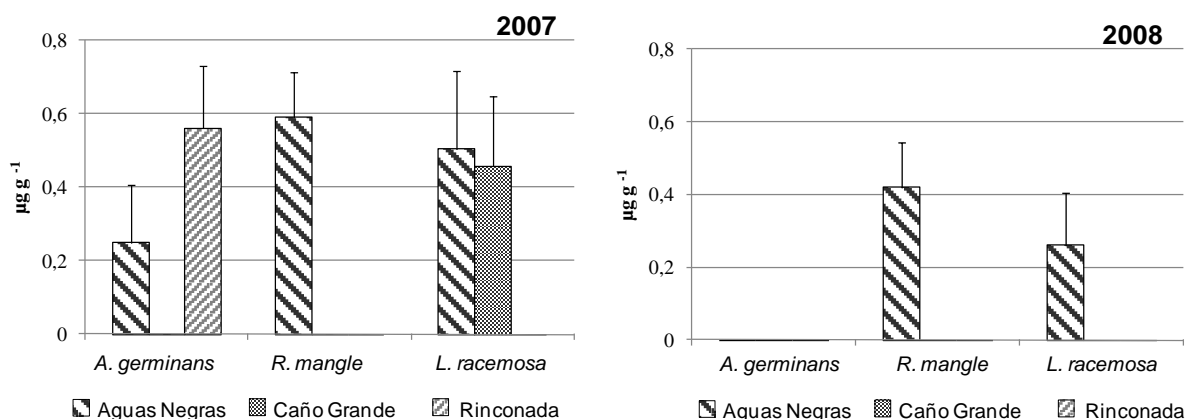 2007
0,8
0,6
0,4
0,2
0
µg g -1
A. germinans
R. mangle
L. racemosa
Aguas Negras
Caño Grande
Rinconada
2008
0,8
0,6
0,4
0,2
0
µg g -1
A. germinans
R. mangle
L. racemosa
Aguas Negras
Caño Grande
Rinconada